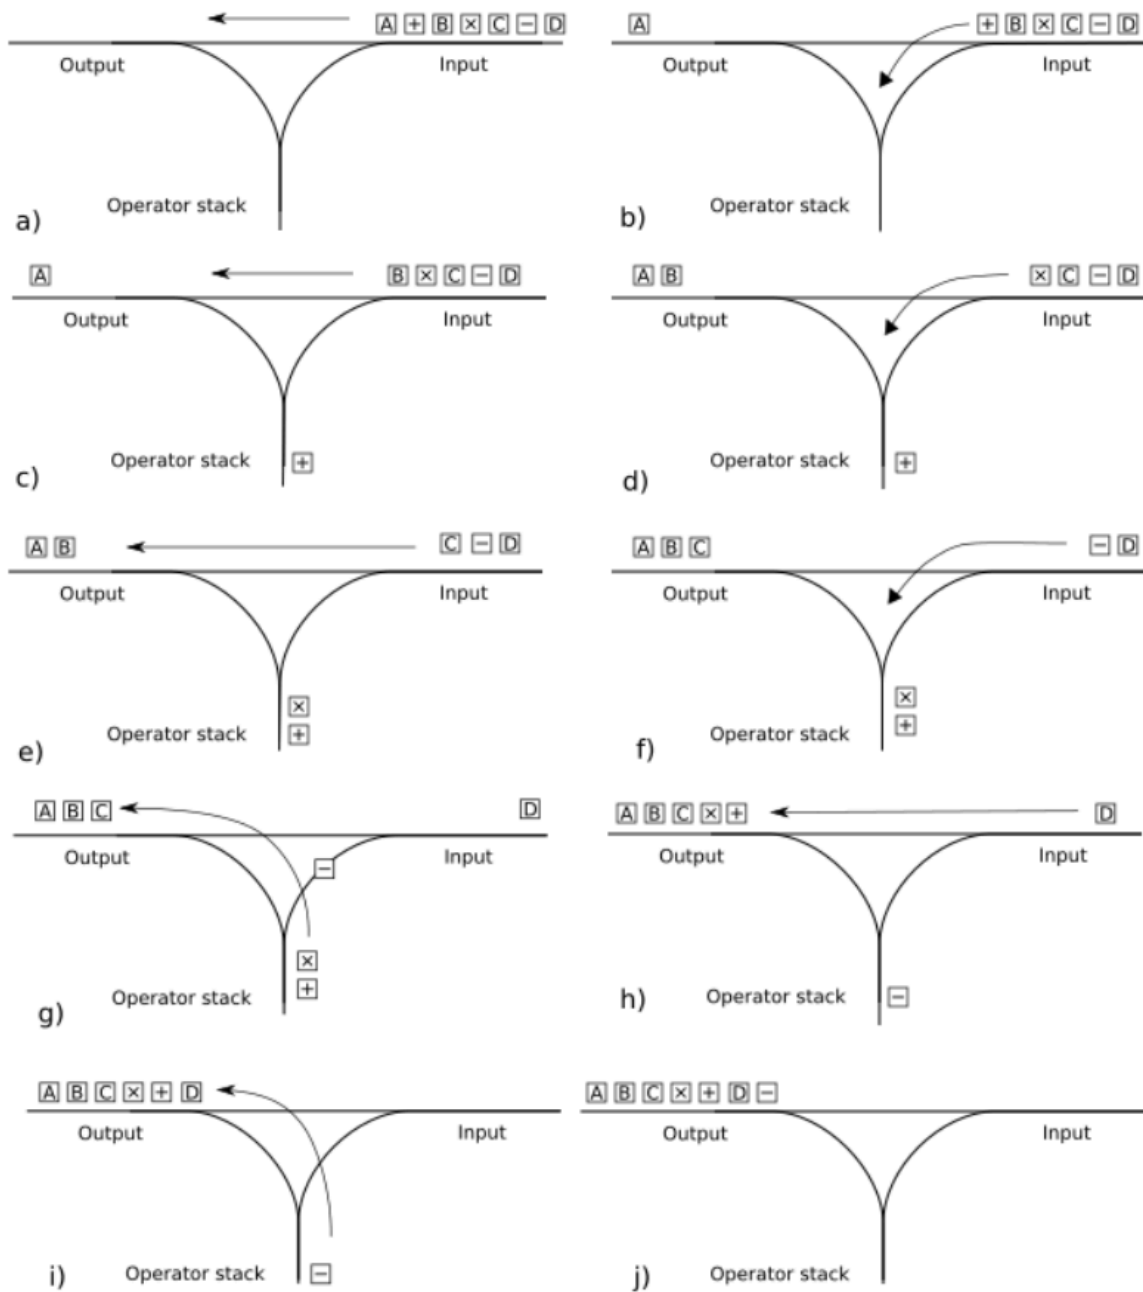 A + B × C − D
Output Input
Operator stack
a)
A + B × C − D
Output Input
Operator stack
b)
A B × C − D
Output Input
Operator stack +
c)
A B × C − D
Output Input
Operator stack +
d)
A B C − D
Output Input
×
Operator stack +
e)
A B C − D
Output Input
×
Operator stack +
f)
A B C D
Output Input
−
×
Operator stack +
g)
A B C × + D
Output Input
Operator stack −
h)
A B C × + D
Output Input
Operator stack −
i)
A B C × + D −
Output Input
Operator stack
j)